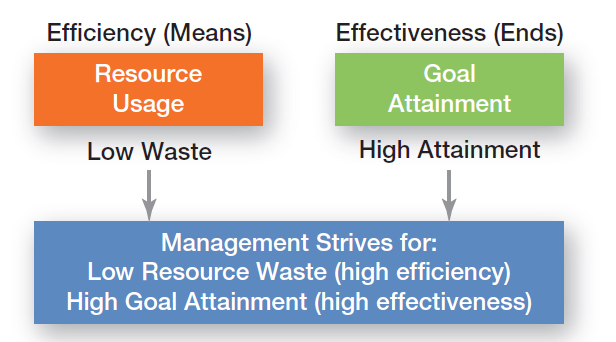 Efficiency (Means)
Effectiveness (Ends)
Resource
Usage
Goal
Attainment
Low Waste
High Attainment
Management Strives for:
Low Resource Waste (high efficiency)
High Goal Attainment (high effectiveness)